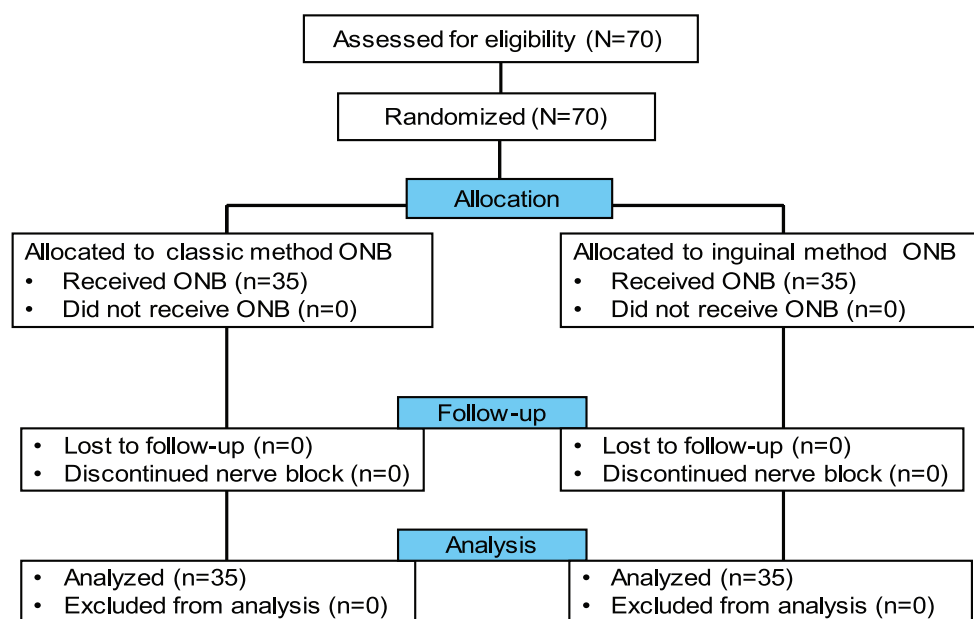 Assessed for eligibility (N=70)
Randomized (N=70)
Allocation
Allocated to classic method ONB
• Received ONB (n=35)
• Did not receive ONB (n=0)
Allocated to inguinal method ONB
• Received ONB (n=35)
• Did not receive ONB (n=0)
Follow-up
• Lost to follow-up (n=0)
• Discontinued nerve block (n=0)
• Lost to follow-up (n=0)
• Discontinued nerve block (n=0)
Analysis
• Analyzed (n=35)
• Excluded from analysis (n=0)
• Analyzed (n=35)
• Excluded from analysis (n=0)